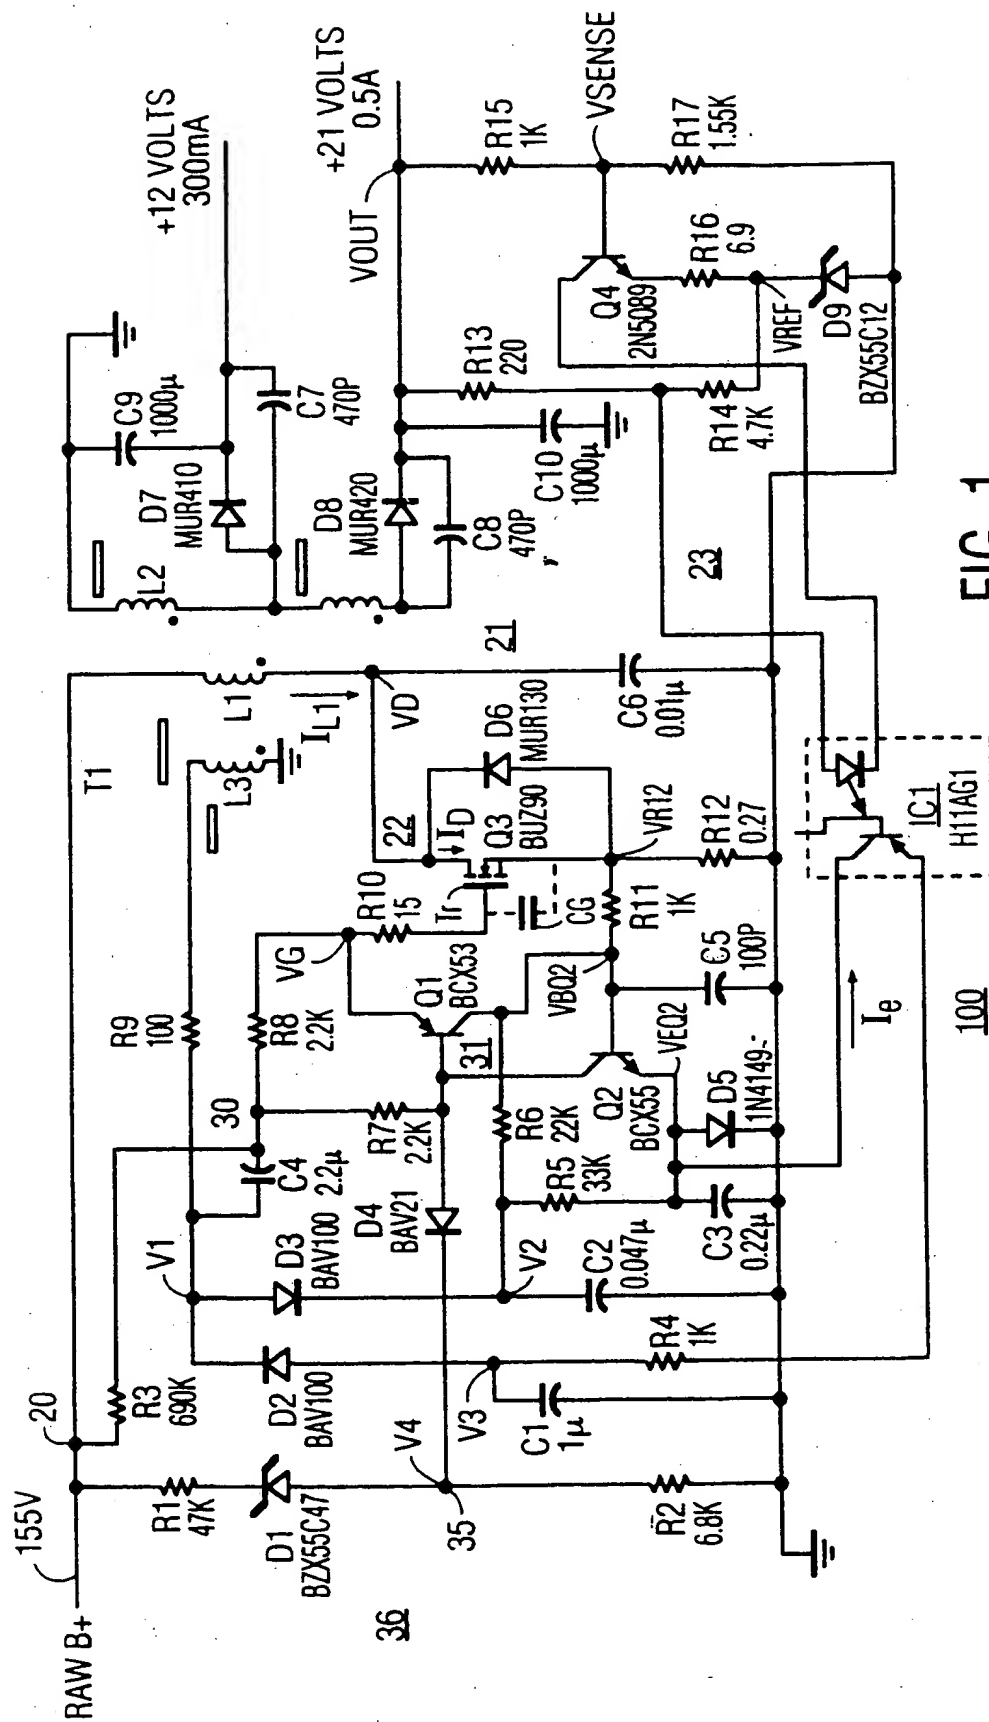 RAW B+
155V
20
R1
47K
D1
BZX55C47
36
V4
35
R2
6.8K
R3
690K
D2
BAV100
V3
C1
1µ
R4
1K
V1
D3
BAV100
V2
C2
0.047µ
C4
2.2µ
30
D4
BAV21
R7
2.2K
R5
33K
R6
22K
C3
0.22µ
D5
1N4149
R9
100
R8
2.2K
VG
Q1
BCX53
31
Q2
BCX55
VEQ2
VBQ2
C5
100P
Ie
100
R10
15
Tr
CG
R11
1K
22
ID
Q3
BUZ90
VR12
R12
0.27
D6
MUR130
T1
L3
L1
IL1
VD
21
C6
0.01µ
IC1
H11AG1
L2
D7
MUR410
C9
1000µ
C7
470P
+12 VOLTS
300mA
D8
MUR420
C8
470P
C10
1000µ
23
R13
220
R14
4.7K
VOUT
+21 VOLTS
0.5A
R15
1K
VSENSE
Q4
2N5089
R16
6.9
VREF
D9
BZX55C12
R17
1.55K
FIG. 1